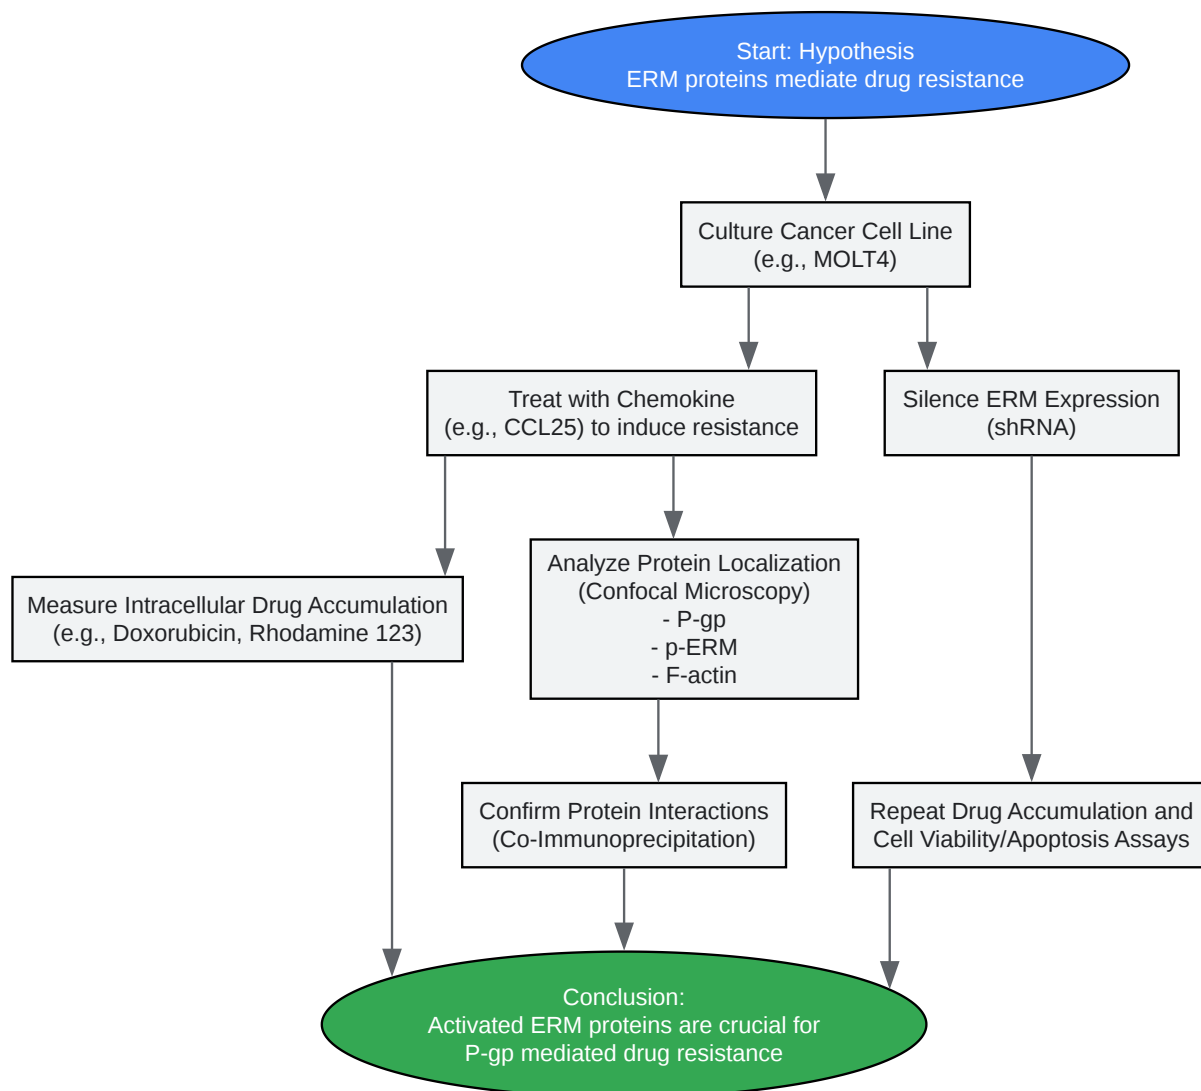 Start: Hypothesis
ERM proteins mediate drug resistance
Culture Cancer Cell Line
(e.g., MOLT4)
Treat with Chemokine
(e.g., CCL25) to induce resistance
Silence ERM Expression
(shRNA)
Measure Intracellular Drug Accumulation
(e.g., Doxorubicin, Rhodamine 123)
Analyze Protein Localization
(Confocal Microscopy)
- P-gp
- p-ERM
- F-actin
Confirm Protein Interactions
(Co-Immunoprecipitation)
Repeat Drug Accumulation and
Cell Viability/Apoptosis Assays
Conclusion:
Activated ERM proteins are crucial for
P-gp mediated drug resistance